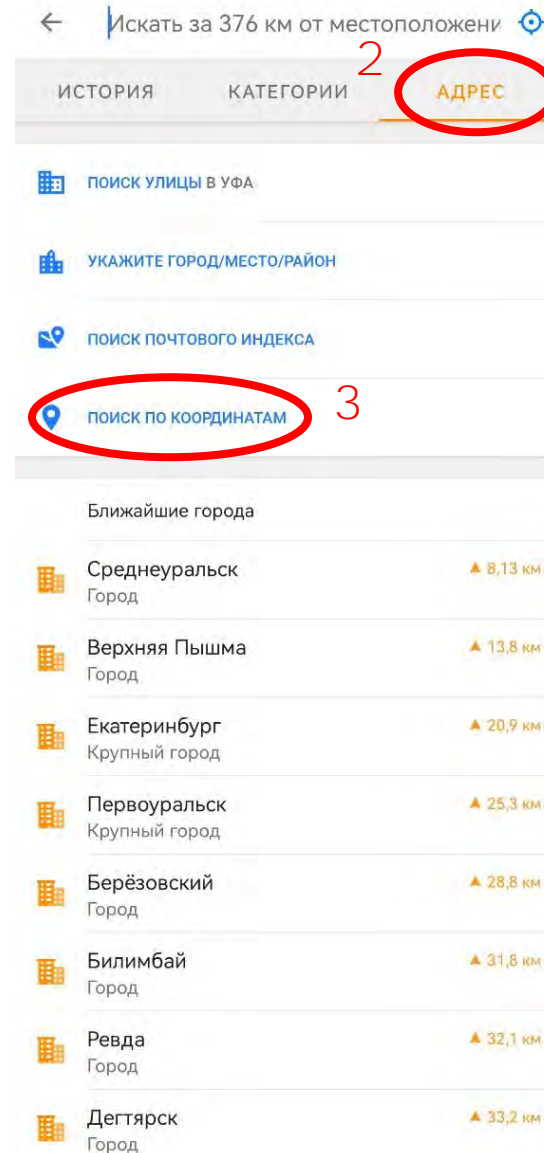 Искать за 376 км от местоположени
2
ИСТОРИЯ КАТЕГОРИИ АДРЕС
ПОИСК УЛИЦЫ В УФА
УКАЖИТЕ ГОРОД/МЕСТО/РАЙОН
ПОИСК ПОЧТОВОГО ИНДЕКСА
ПОИСК ПО КООРДИНАТАМ 3
Ближайшие города
Среднеуральск 8,13 км
Город
Верхняя Пышма 13,8 км
Город
Екатеринбург 20,9 км
Крупный город
Первоуральск 25,3 км
Крупный город
Берёзовский 28,8 км
Город
Билимбай 31,8 км
Город
Ревда 32,1 км
Город
Дегтярск 33,2 км
Город